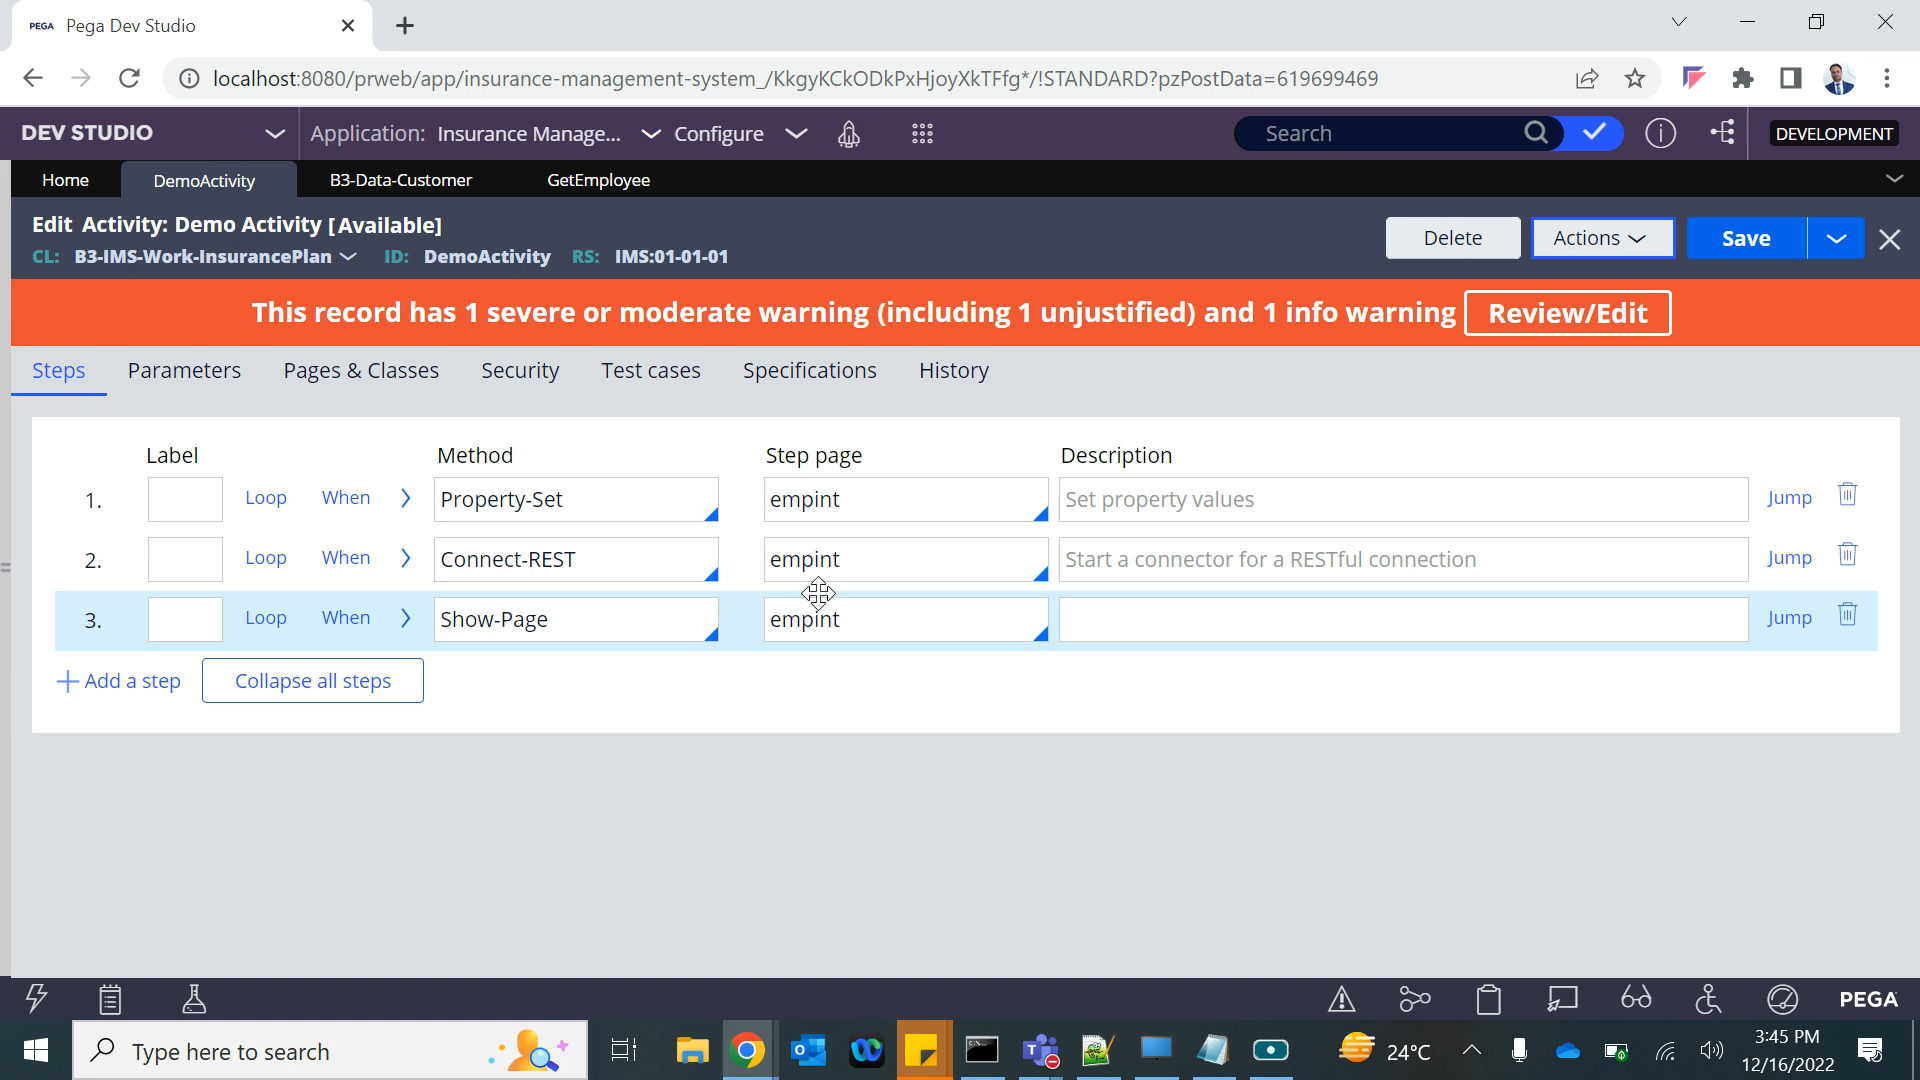 PEGA Pega Dev Studio
localhost:8080/prweb/app/insurance-management-system_/KkgyKCkODkPxHjoyXkTFfg*/!STANDARD?pzPostData=619699469
DEV STUDIO Application: Insurance Manage... Configure Search DEVELOPMENT
Home DemoActivity B3-Data-Customer GetEmployee
Edit Activity: Demo Activity [Available]
CL: B3-IMS-Work-InsurancePlan ID: DemoActivity RS: IMS:01-01-01
Delete Actions Save
This record has 1 severe or moderate warning (including 1 unjustified) and 1 info warning Review/Edit
Steps Parameters Pages & Classes Security Test cases Specifications History
Label Method Step page Description
1. Loop When Property-Set empint Set property values Jump
2. Loop When Connect-REST empint Start a connector for a RESTful connection Jump
3. Loop When Show-Page empint Jump
Add a step Collapse all steps
PEGA
Type here to search 24°C 3:45 PM
12/16/2022